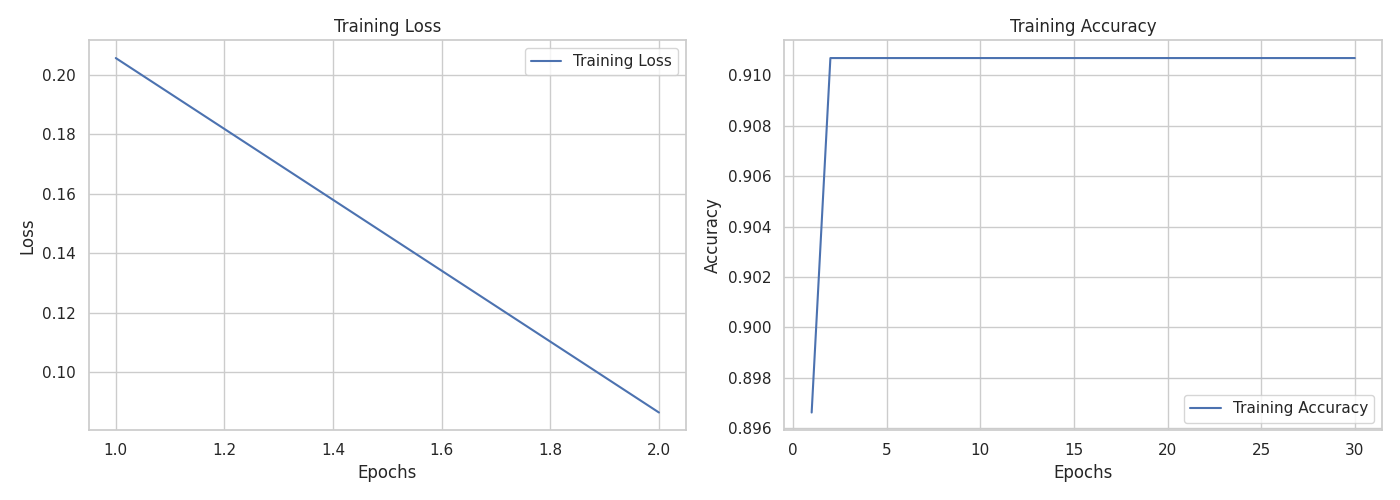 Training Loss
Training Loss
0.20
0.18
0.16
0.14
0.12
0.10
Loss
1.0 1.2 1.4 1.6 1.8 2.0
Epochs
Training Accuracy
0.910
0.908
0.906
0.904
0.902
0.900
0.898
0.896
Accuracy
Training Accuracy
0 5 10 15 20 25 30
Epochs